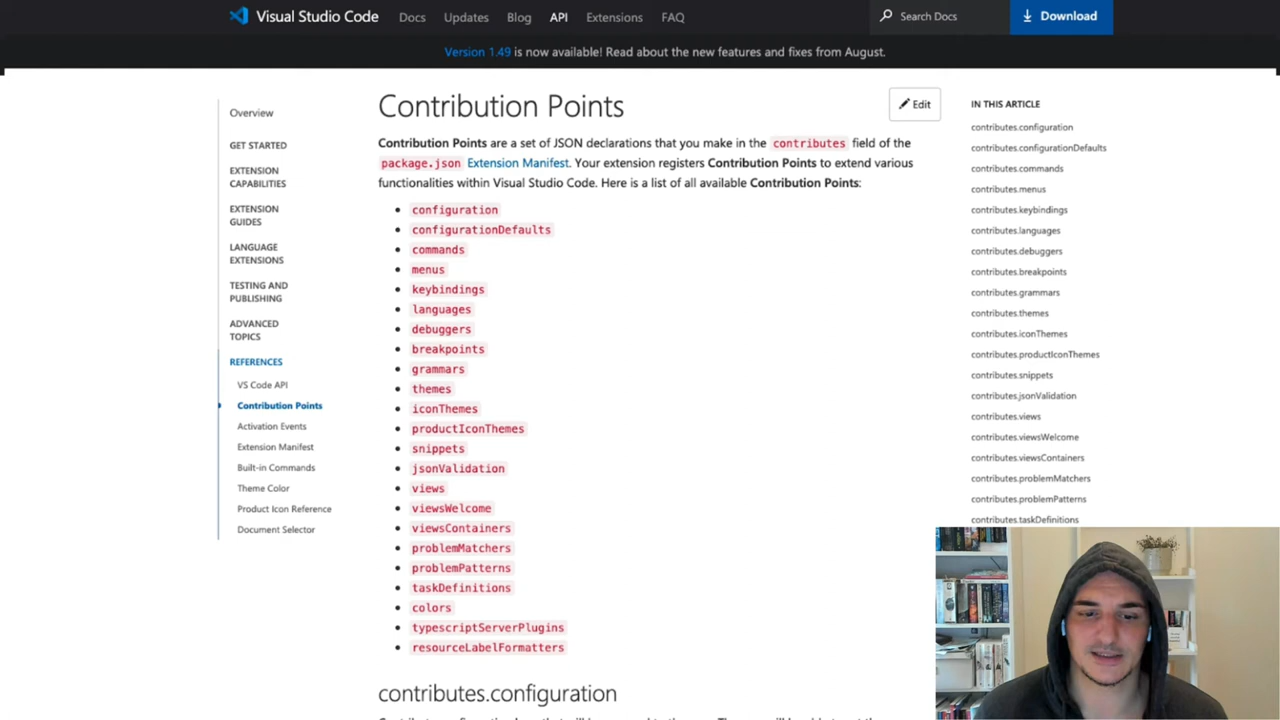 Visual Studio Code Docs Updates Blog API Extensions FAQ Search Docs Download
Version 1.49 is now available! Read about the new features and fixes from August.
Overview
GET STARTED
EXTENSION
CAPABILITIES
EXTENSION
GUIDES
LANGUAGE
EXTENSIONS
TESTING AND
PUBLISHING
ADVANCED
TOPICS
REFERENCES
VS Code API
Contribution Points
Activation Events
Extension Manifest
Built-in Commands
Theme Color
Product Icon Reference
Document Selector
Contribution Points
Edit
Contribution Points are a set of JSON declarations that you make in the contributes field of the
package.json Extension Manifest. Your extension registers Contribution Points to extend various
functionalities within Visual Studio Code. Here is a list of all available Contribution Points:
configuration
configurationDefaults
commands
menus
keybindings
languages
debuggers
breakpoints
grammars
themes
iconThemes
productIconThemes
snippets
jsonValidation
views
viewsWelcome
viewsContainers
problemMatchers
problemPatterns
taskDefinitions
colors
typescriptServerPlugins
resourceLabelFormatters
contributes.configuration
IN THIS ARTICLE
contributes.configuration
contributes.configurationDefaults
contributes.commands
contributes.menus
contributes.keybindings
contributes.languages
contributes.debuggers
contributes.breakpoints
contributes.grammars
contributes.themes
contributes.iconThemes
contributes.productIconThemes
contributes.snippets
contributes.jsonValidation
contributes.views
contributes.viewsWelcome
contributes.viewsContainers
contributes.problemMatchers
contributes.problemPatterns
contributes.taskDefinitions